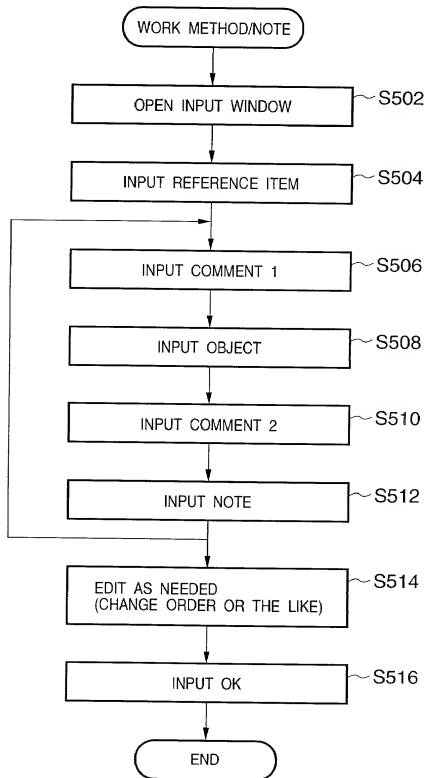 WORK METHOD/NOTE
OPEN INPUT WINDOW
S502
INPUT REFERENCE ITEM
S504
INPUT COMMENT 1
S506
INPUT OBJECT
S508
INPUT COMMENT 2
S510
INPUT NOTE
S512
EDIT AS NEEDED
(CHANGE ORDER OR THE LIKE)
S514
INPUT OK
S516
END